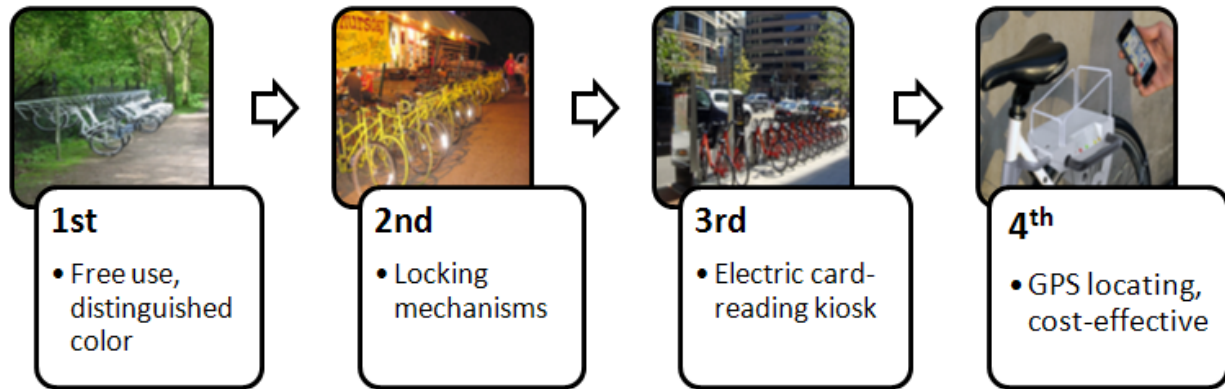 1st
• Free use,
distinguished
color
2nd
• Locking
mechanisms
3rd
• Electric card-
reading kiosk
4th
• GPS locating,
cost-effective